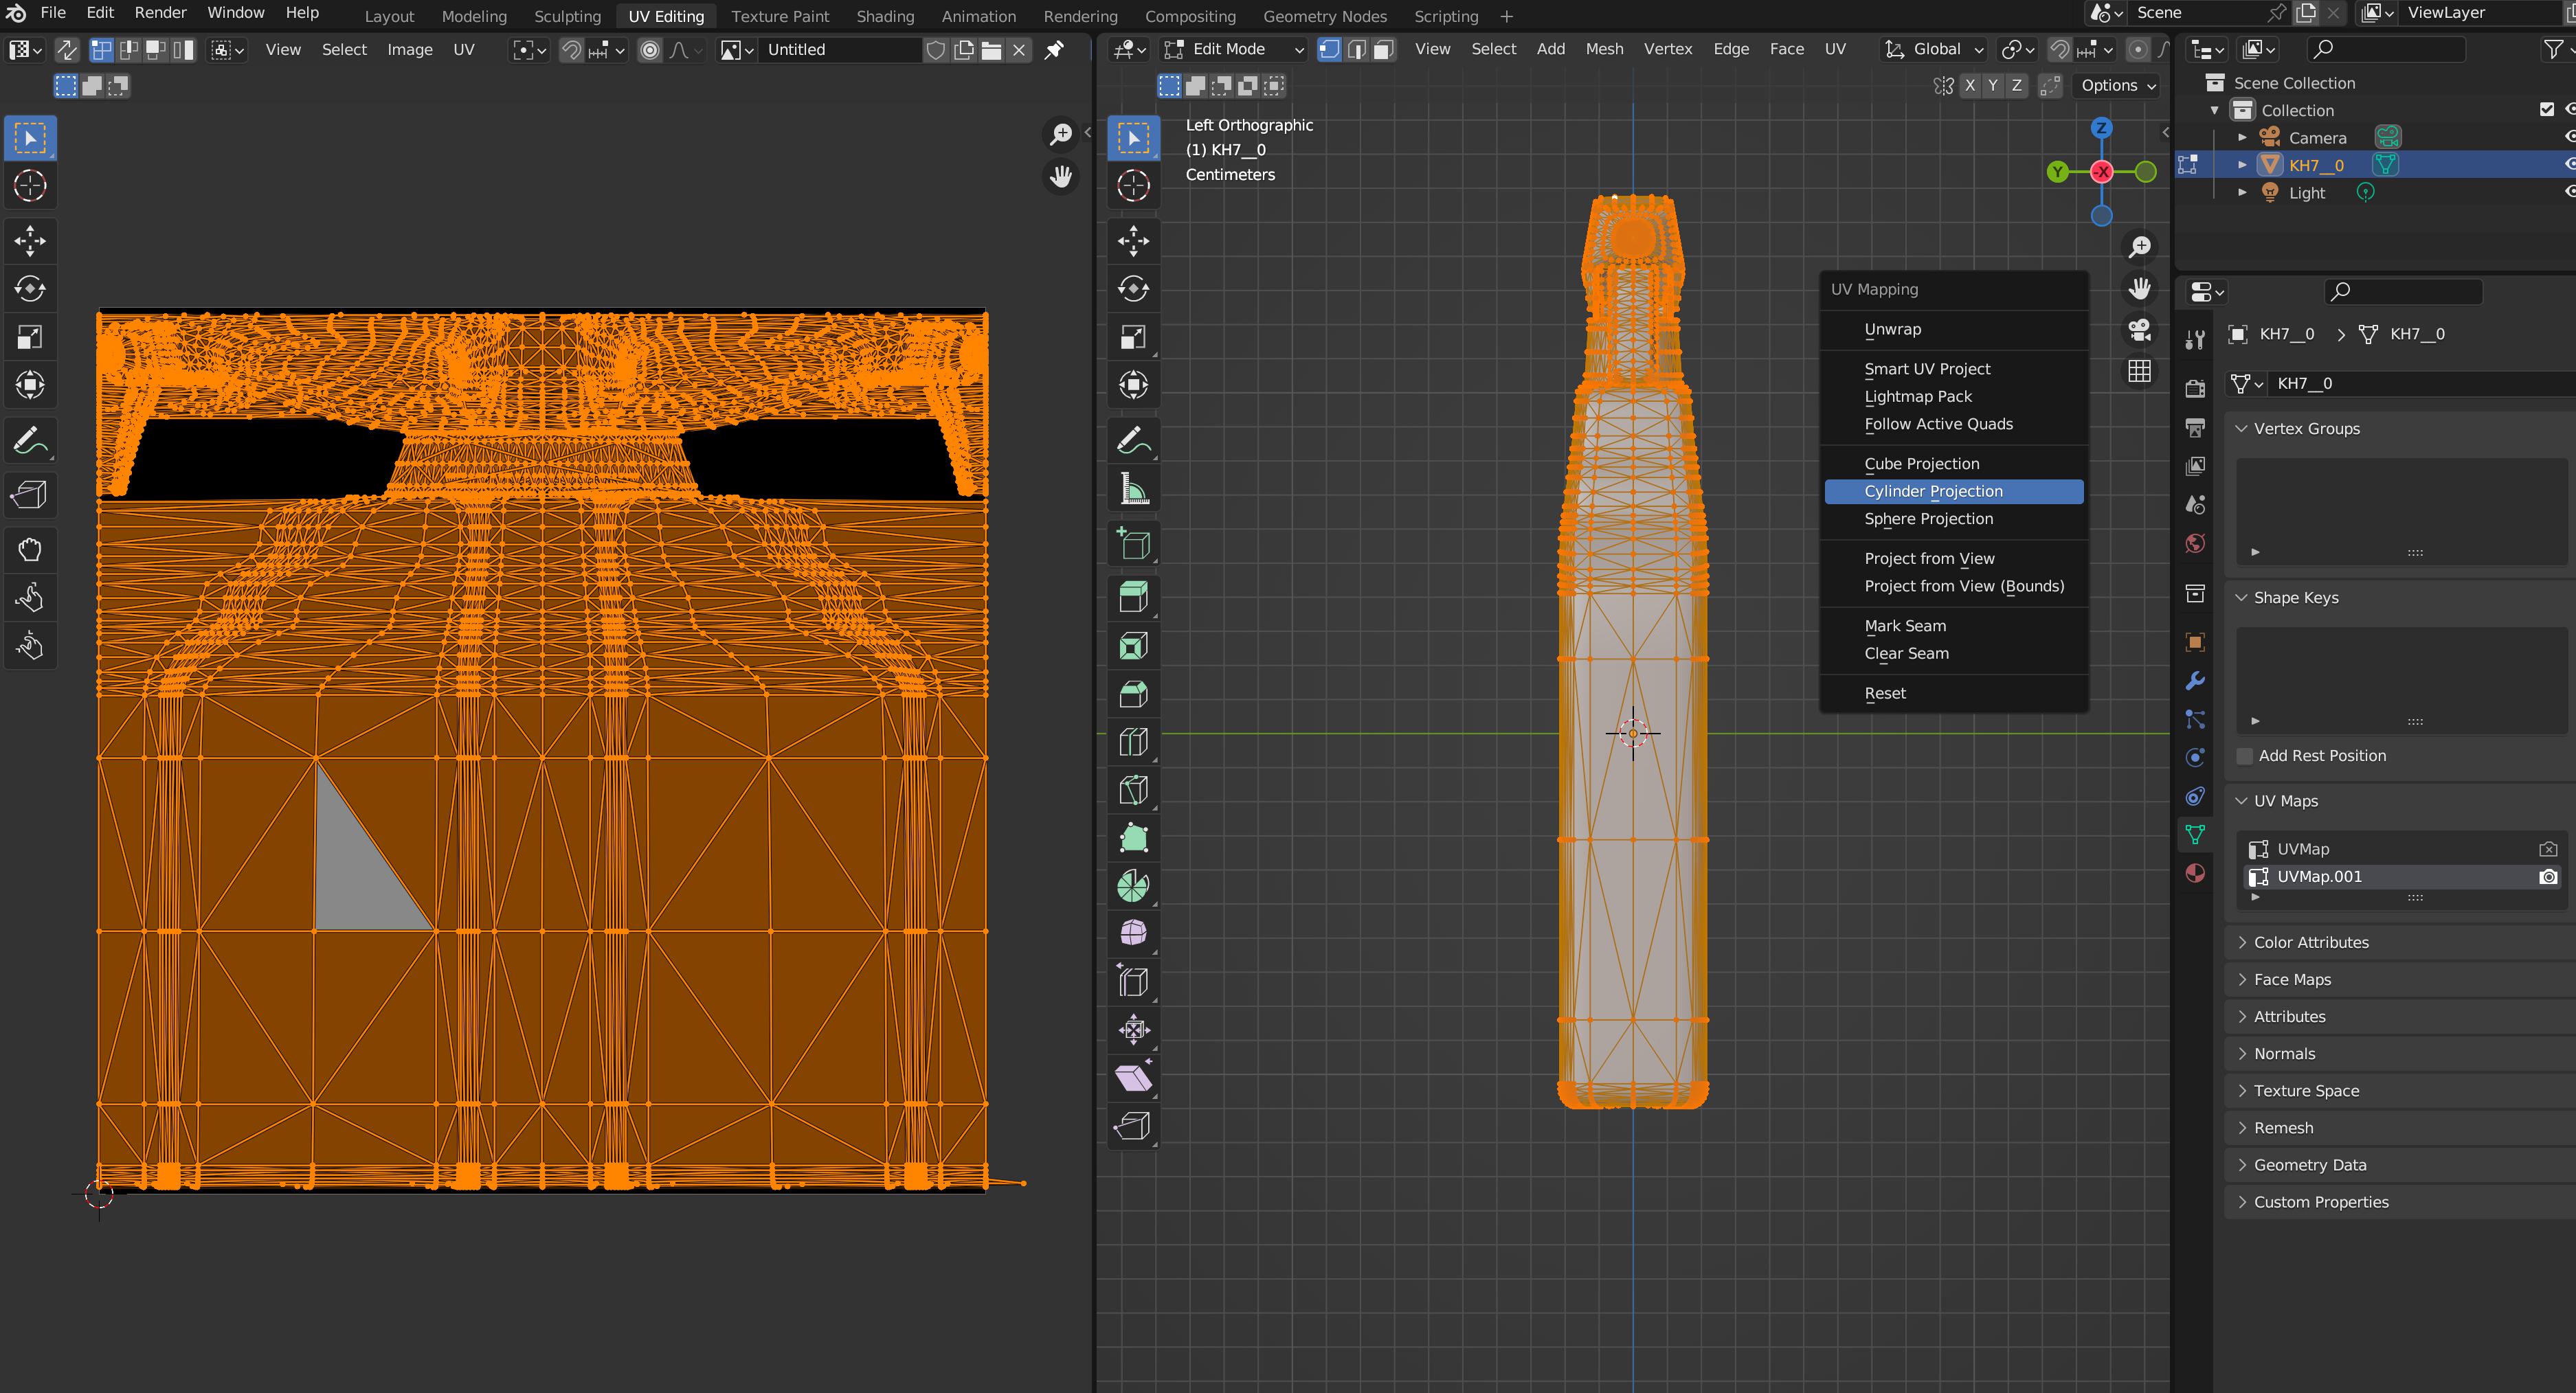 File Edit Render Window Help
Layout Modeling Sculpting UV Editing Texture Paint Shading Animation Rendering Compositing Geometry Nodes Scripting +
Scene
ViewLayer
View Select Image UV
Untitled
Edit Mode
View Select Add Mesh Vertex Edge Face UV
Global
X Y Z
Options
Left Orthographic
(1) KH7__0
Centimeters
Z
Y
-X
UV Mapping
Unwrap
Smart UV Project
Lightmap Pack
Follow Active Quads
Cube Projection
Cylinder Projection
Sphere Projection
Project from View
Project from View (Bounds)
Mark Seam
Clear Seam
Reset
Scene Collection
Collection
Camera
KH7__0
Light
KH7__0 > KH7__0
KH7__0
Vertex Groups
Shape Keys
Add Rest Position
UV Maps
UVMap
UVMap.001
Color Attributes
Face Maps
Attributes
Normals
Texture Space
Remesh
Geometry Data
Custom Properties